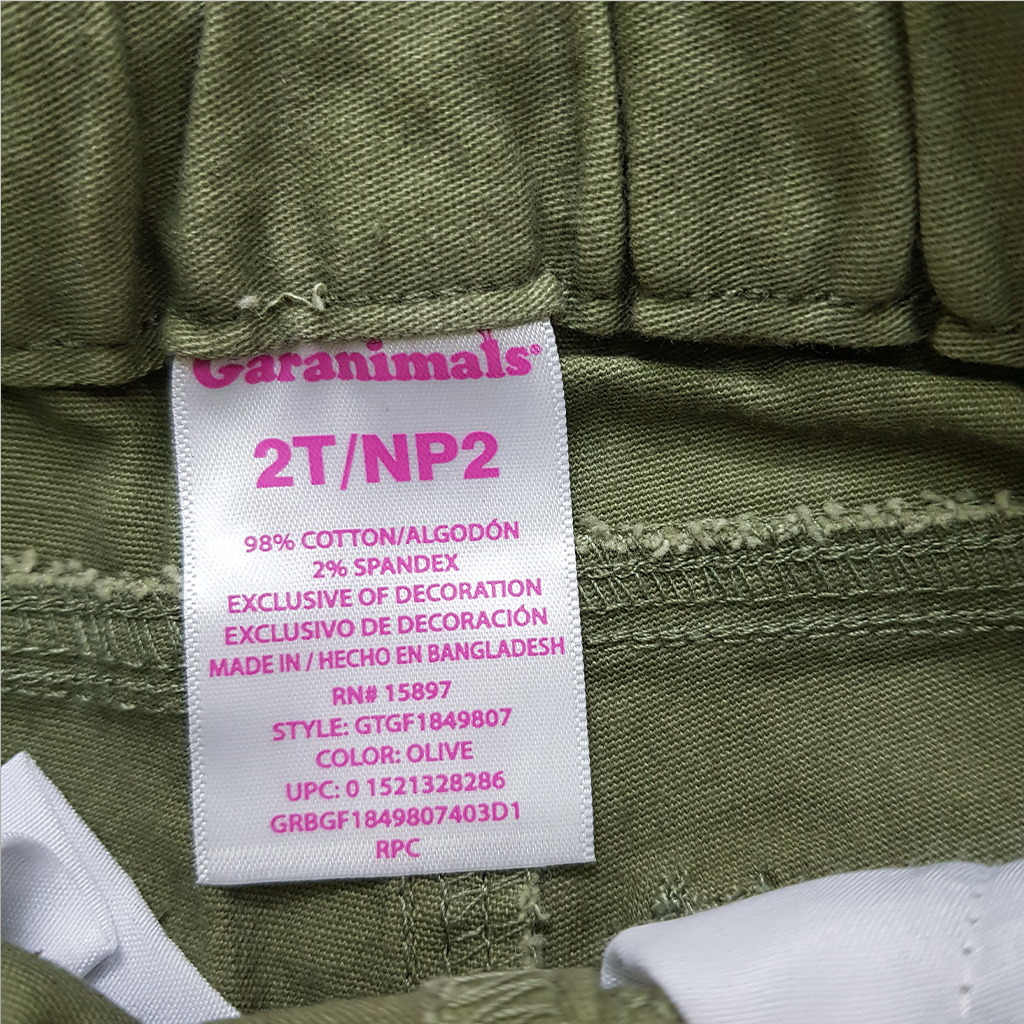 Garanimals®
2T/NP2
98% COTTON/ALGODÓN
2% SPANDEX
EXCLUSIVE OF DECORATION
EXCLUSIVO DE DECORACIÓN
MADE IN / HECHO EN BANGLADESH
RN# 15897
STYLE: GTGF1849807
COLOR: OLIVE
UPC: 0 1521328286
GRBGF1849807403D1
RPC